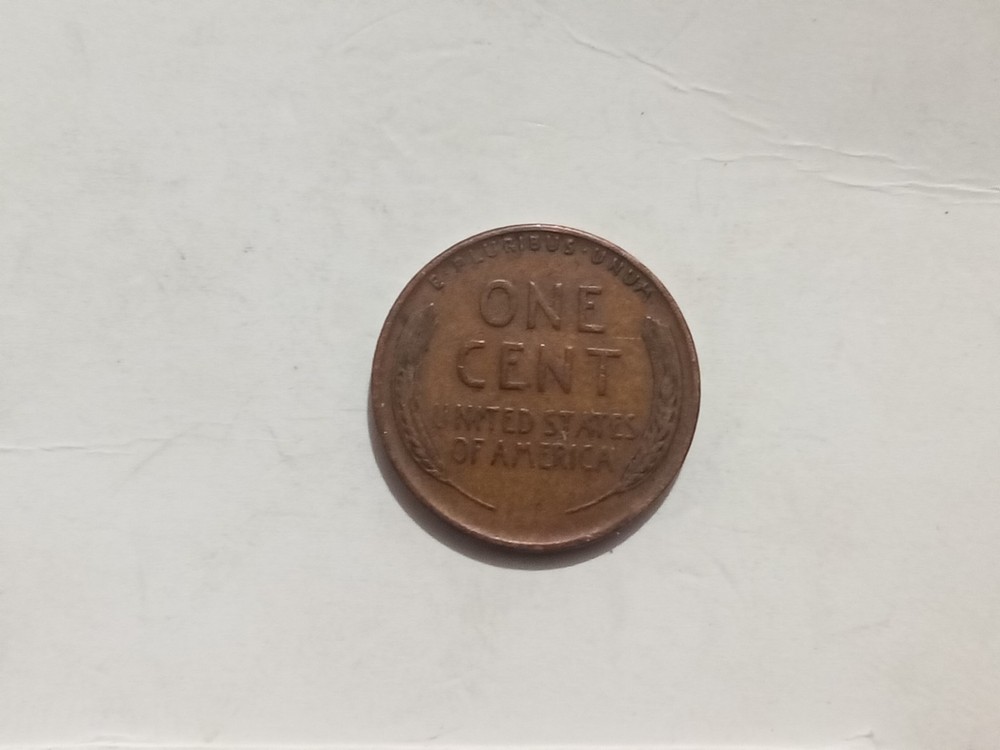 E·PLURIBUS·UNUM
ONE
CENT
UNITED STATES
OF AMERICA